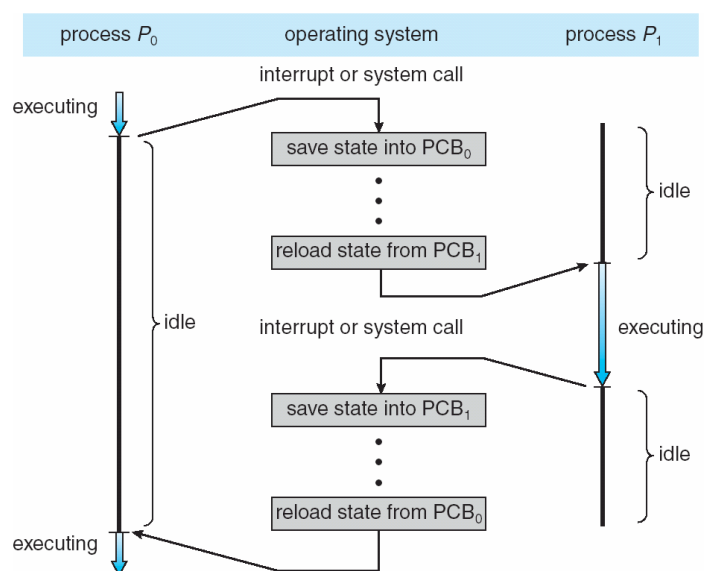 process P₀ operating system process P₁
interrupt or system call
executing
save state into PCB₀
idle
reload state from PCB₁
idle
interrupt or system call
executing
save state into PCB₁
idle
reload state from PCB₀
executing